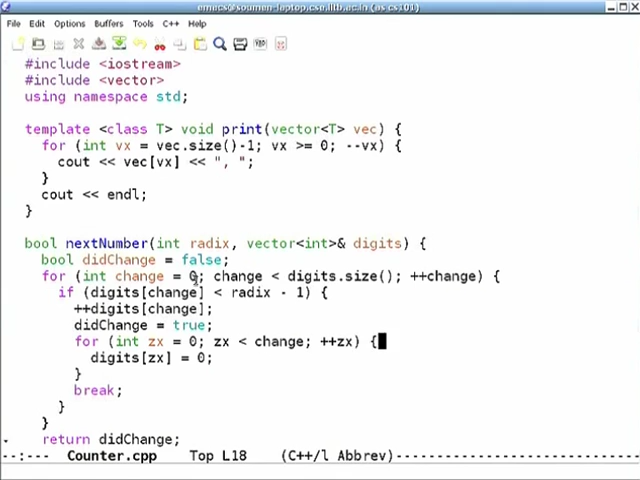 emacs@soumen-laptop.cse.iitb.ac.in (as cs101)
File Edit Options Buffers Tools C++ Help
#include <iostream>
#include <vector>
using namespace std;
template <class T> void print(vector<T> vec) {
for (int vx = vec.size()-1; vx >= 0; --vx) {
cout << vec[vx] << ", ";
}
cout << endl;
}
bool nextNumber(int radix, vector<int>& digits) {
bool didChange = false;
for (int change = 0; change < digits.size(); ++change) {
if (digits[change] < radix - 1) {
++digits[change];
didChange = true;
for (int zx = 0; zx < change; ++zx) {
digits[zx] = 0;
}
break;
}
}
return didChange;
--:--- Counter.cpp Top L18 (C++/l Abbrev)